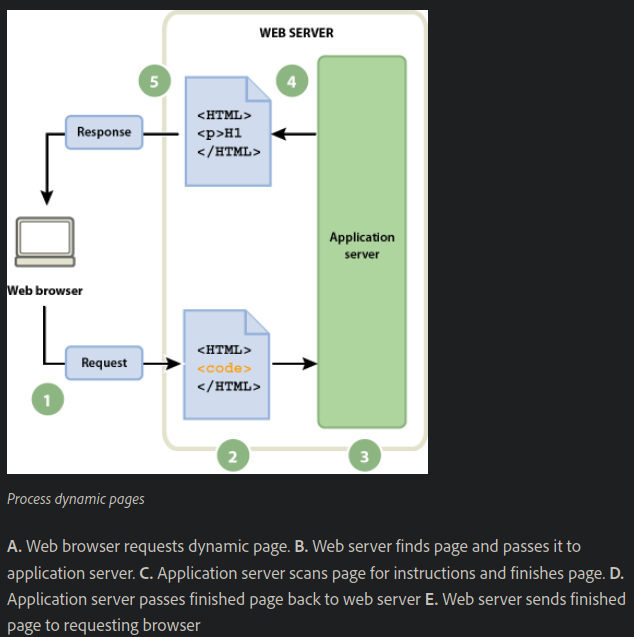 WEB SERVER
5
4
<HTML>
<p>H1
</HTML>
Response
Application
server
Web browser
<HTML>
<code>
</HTML>
Request
1
2
3
Process dynamic pages
A. Web browser requests dynamic page. B. Web server finds page and passes it to
application server. C. Application server scans page for instructions and finishes page. D.
Application server passes finished page back to web server E. Web server sends finished
page to requesting browser